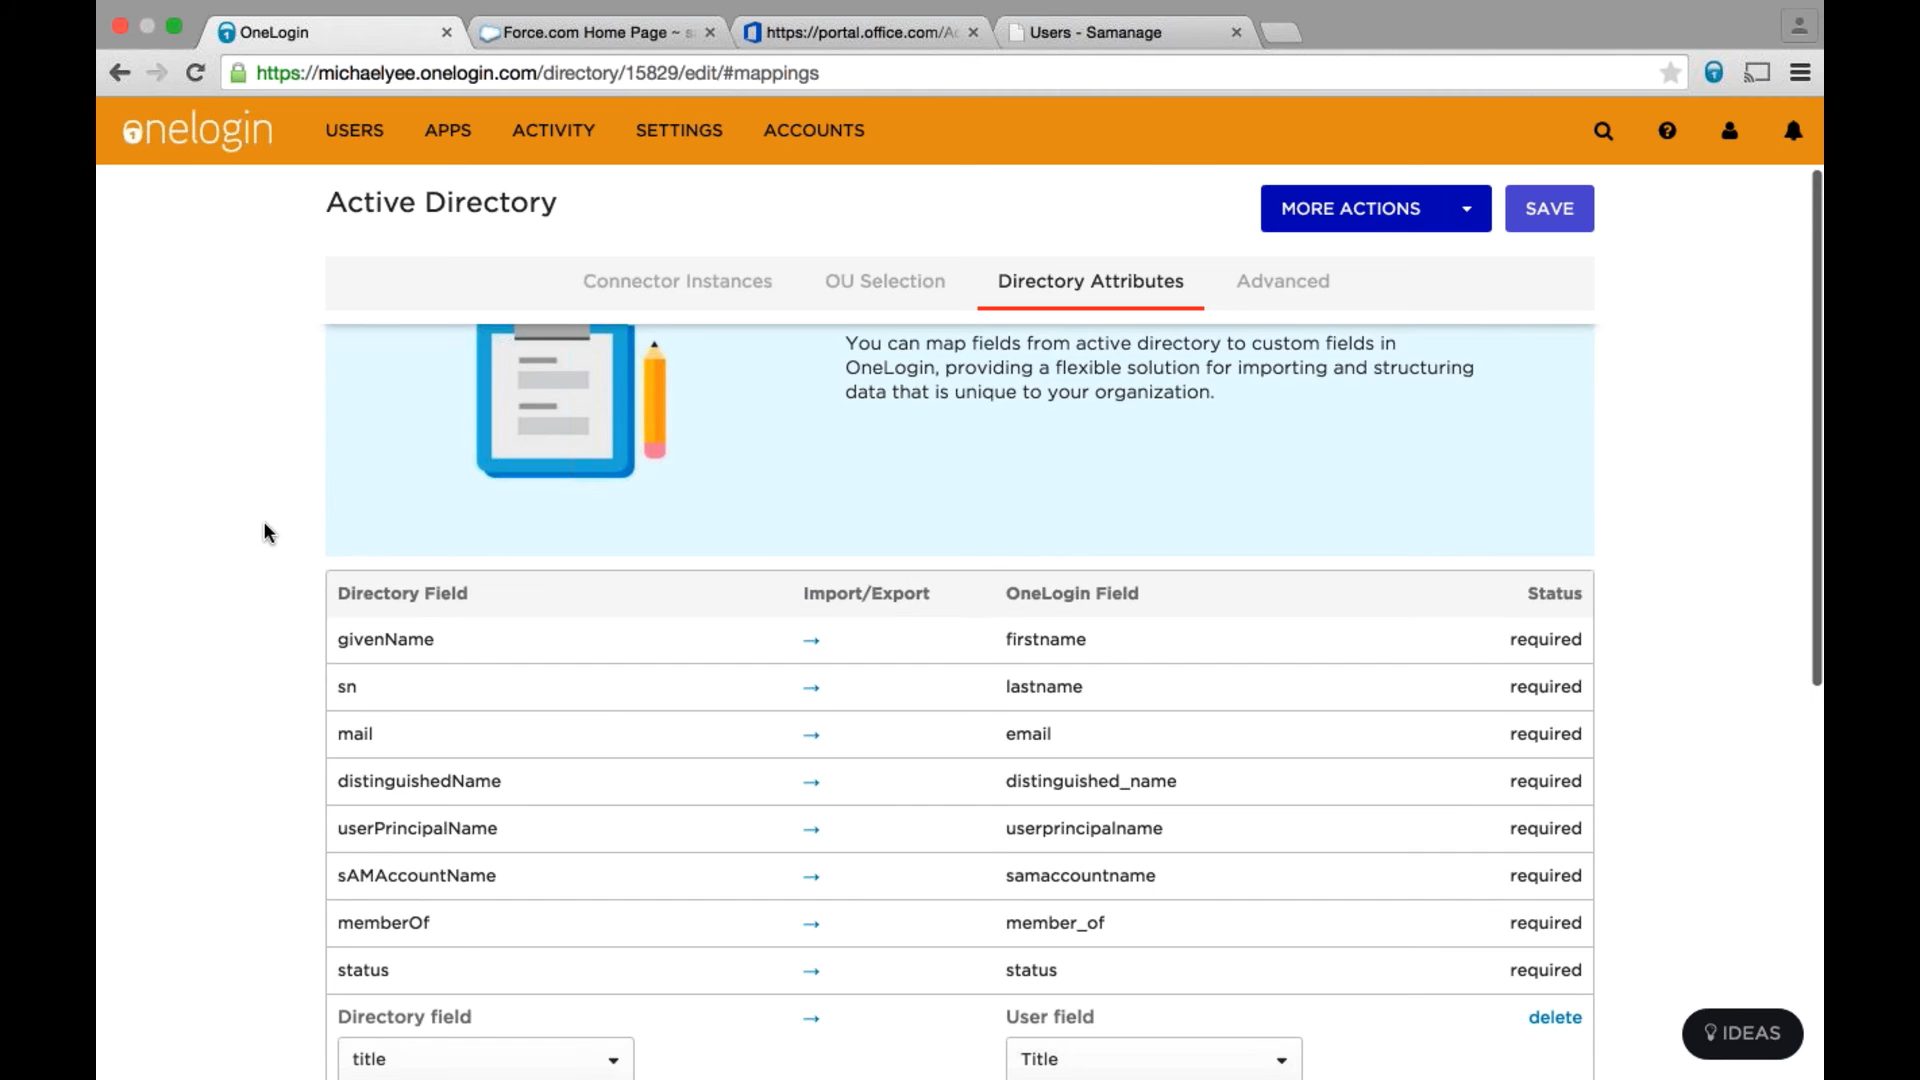 OneLogin
Force.com Home Page ~ s
https://portal.office.com/Ac
Users - Samanage
https://michaelyee.onelogin.com/directory/15829/edit/#mappings
onelogin USERS APPS ACTIVITY SETTINGS ACCOUNTS
Active Directory
MORE ACTIONS
SAVE
Connector Instances OU Selection Directory Attributes Advanced
You can map fields from active directory to custom fields in
OneLogin, providing a flexible solution for importing and structuring
data that is unique to your organization.
Directory Field Import/Export OneLogin Field Status
givenName → firstname required
sn → lastname required
mail → email required
distinguishedName → distinguished_name required
userPrincipalName → userprincipalname required
sAMAccountName → samaccountname required
memberOf → member_of required
status → status required
Directory field → User field delete
title Title
IDEAS